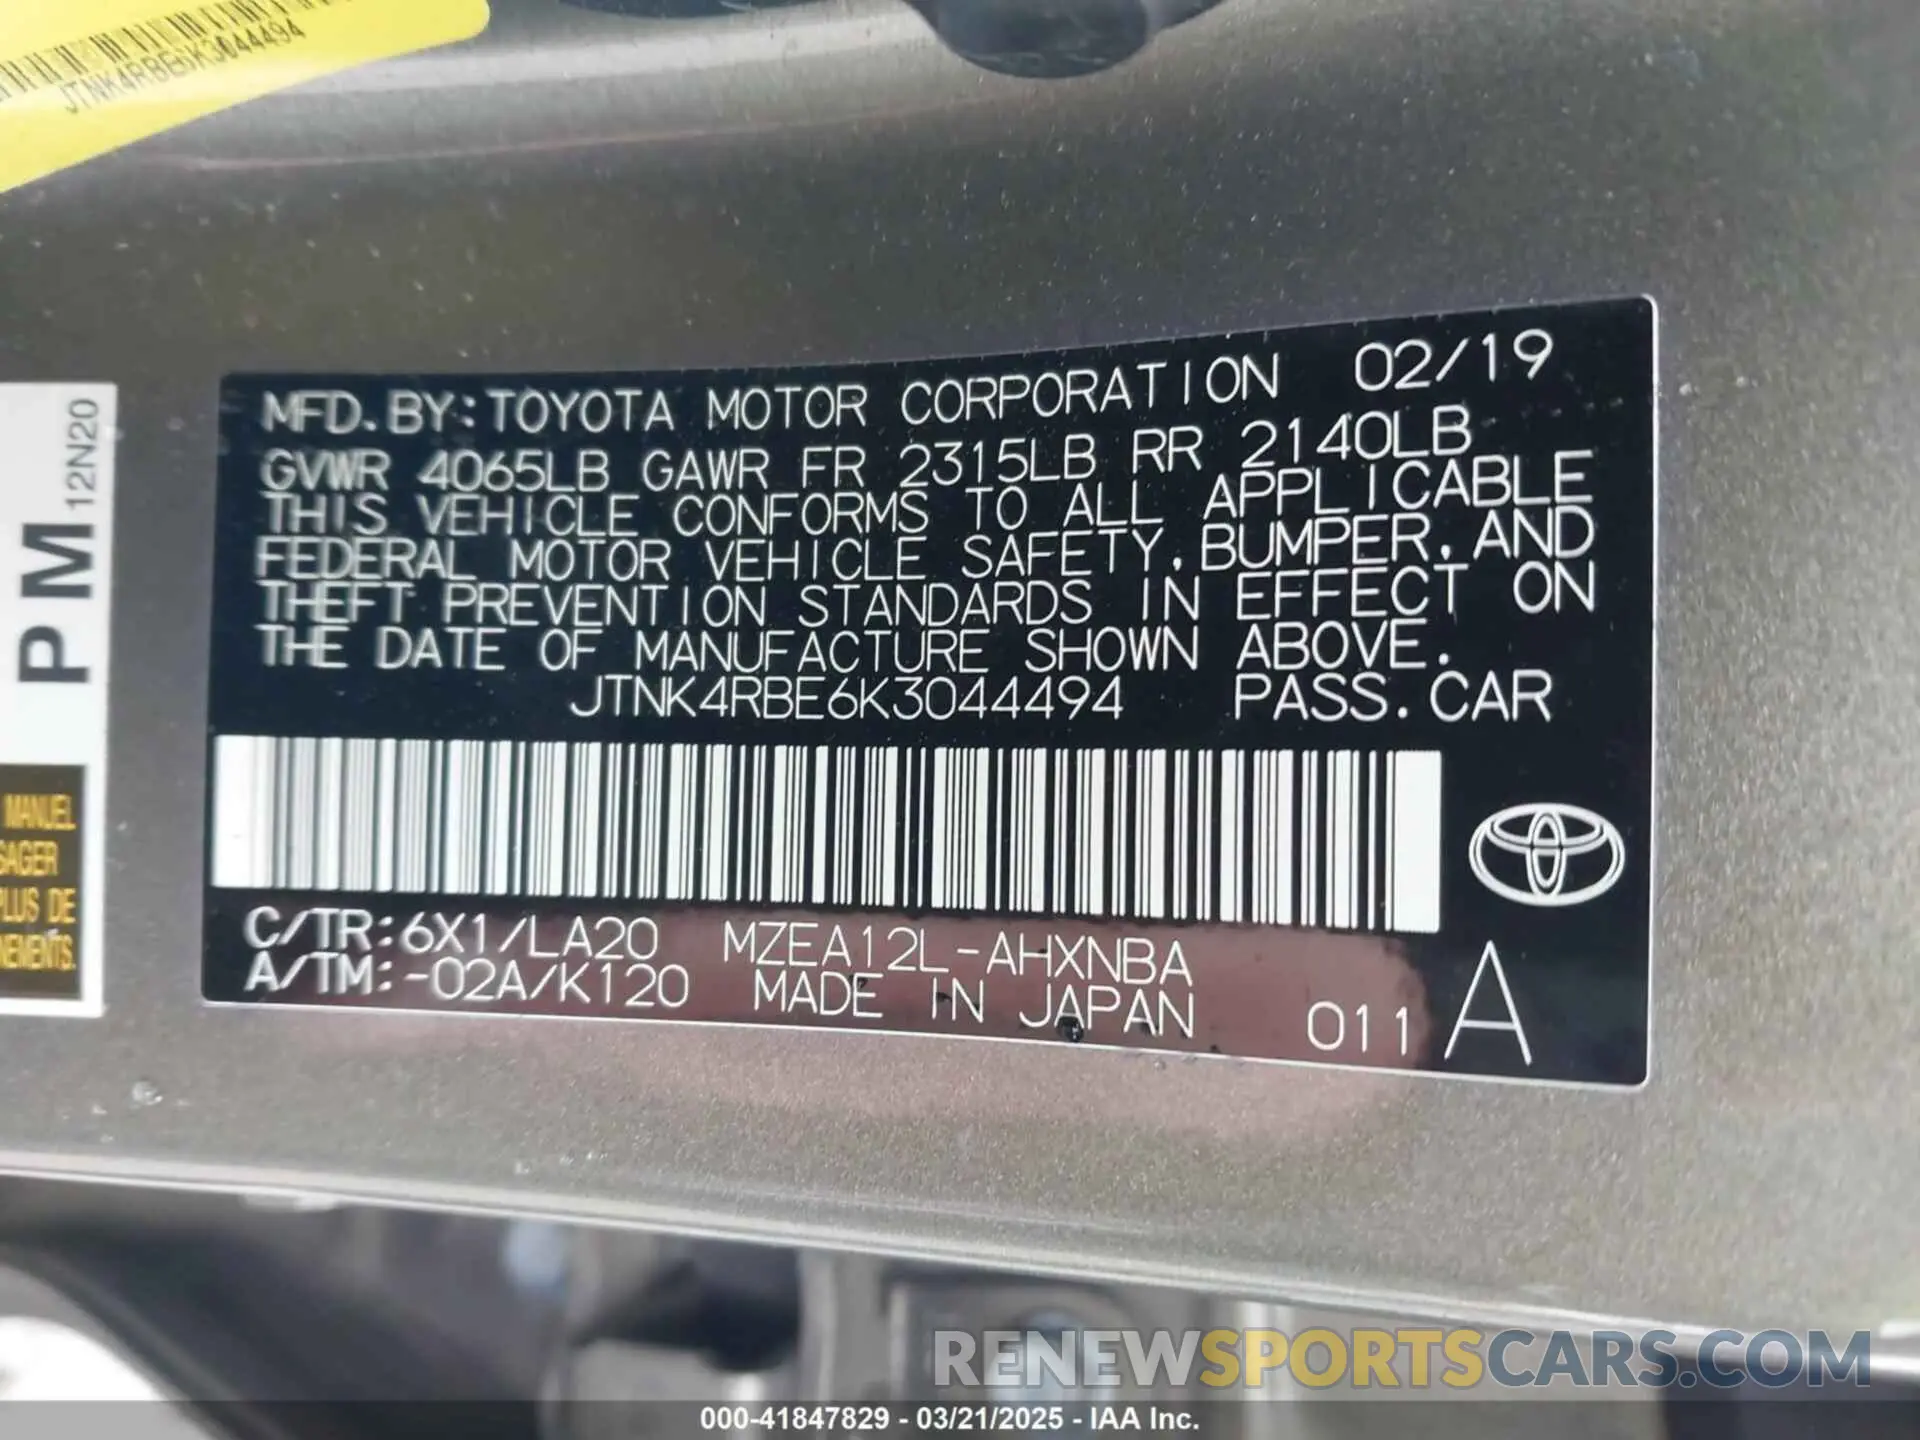 JTNK4RBE6K3044494
12N20
PM
MANUEL
PLUS DE
MFD. BY: TOYOTA MOTOR CORPORATION 02/19
GVWR 4065LB GAWR FR 2315LB RR 2140LB
THIS VEHICLE CONFORMS TO ALL APPLICABLE
FEDERAL MOTOR VEHICLE SAFETY, BUMPER, AND
THEFT PREVENTION STANDARDS IN EFFECT ON
THE DATE OF MANUFACTURE SHOWN ABOVE.
JTNK4RBE6K3044494 PASS. CAR
C/TR: 6X1/LA20 MZEA12L-AHXNBA
A/TM: -02A/K120 MADE IN JAPAN 011 A
RENEWSPORTSCARS.COM
000-41847829 - 03/21/2025 - IAA Inc.